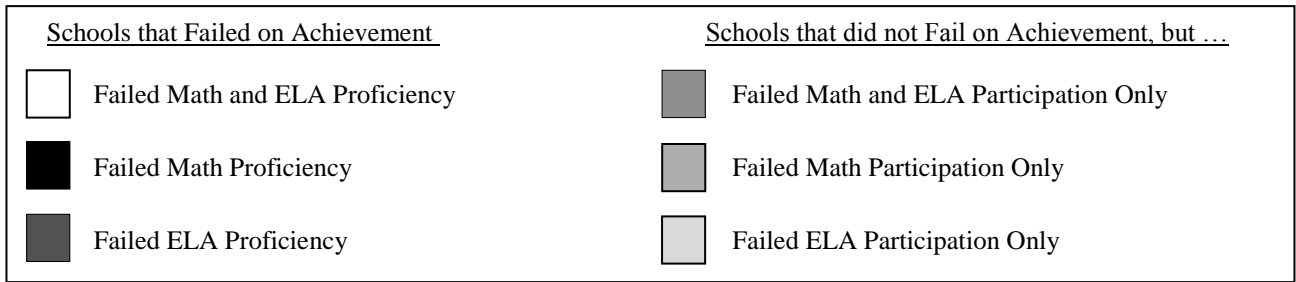 Schools that Failed on Achievement
Failed Math and ELA Proficiency
Failed Math Proficiency
Failed ELA Proficiency
Schools that did not Fail on Achievement, but …
Failed Math and ELA Participation Only
Failed Math Participation Only
Failed ELA Participation Only